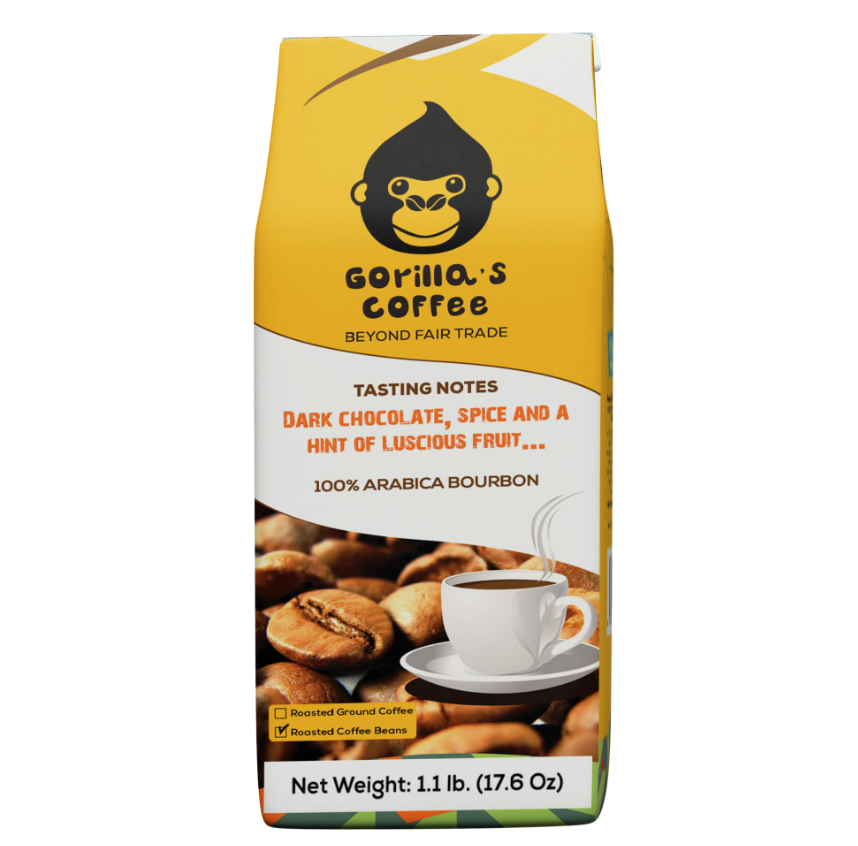 Gorilla's
Coffee
BEYOND FAIR TRADE
TASTING NOTES
DARK CHOCOLATE, SPICE AND A
HINT OF LUSCIOUS FRUIT...
100% ARABICA BOURBON
Roasted Ground Coffee
Roasted Coffee Beans
Net Weight: 1.1 lb. (17.6 Oz)